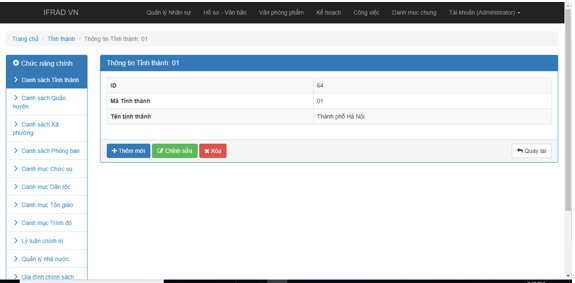 IFRAD VN
Quản lý Nhân sự
Hồ sơ - Văn bản
Văn phòng phẩm
Kế hoạch
Công việc
Danh mục chung
Tài khoản (Administrator)
Trang chủ / Tỉnh thành / Thông tin Tỉnh thành: 01
Chức năng chính
Danh sách Tỉnh thành
Danh sách Quận
huyện
Danh sách Xã
phường
Danh sách Phòng ban
Danh mục Chức vụ
Danh mục Dân tộc
Danh mục Tôn giáo
Danh mục Trình độ
Lý luận chính trị
Quản lý nhà nước
Gia đình chính sách
Thông tin Tỉnh thành: 01
ID 64
Mã Tỉnh thành 01
Tên tỉnh thành Thành phố Hà Nội
Thêm mới
Chỉnh sửa
Xóa
Quay lại